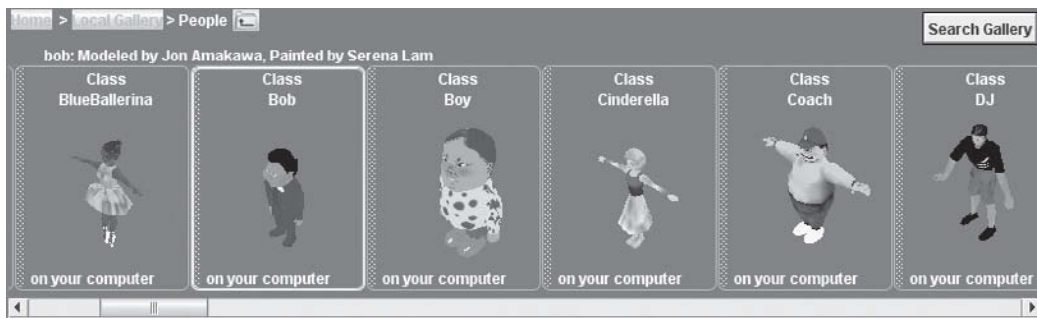 Home > Local Gallery > People
Search Gallery
bob: Modeled by Jon Amakawa, Painted by Serena Lam
Class
BlueBallerina
on your computer
Class
Bob
on your computer
Class
Boy
on your computer
Class
Cinderella
on your computer
Class
Coach
on your computer
Class
DJ
on your computer